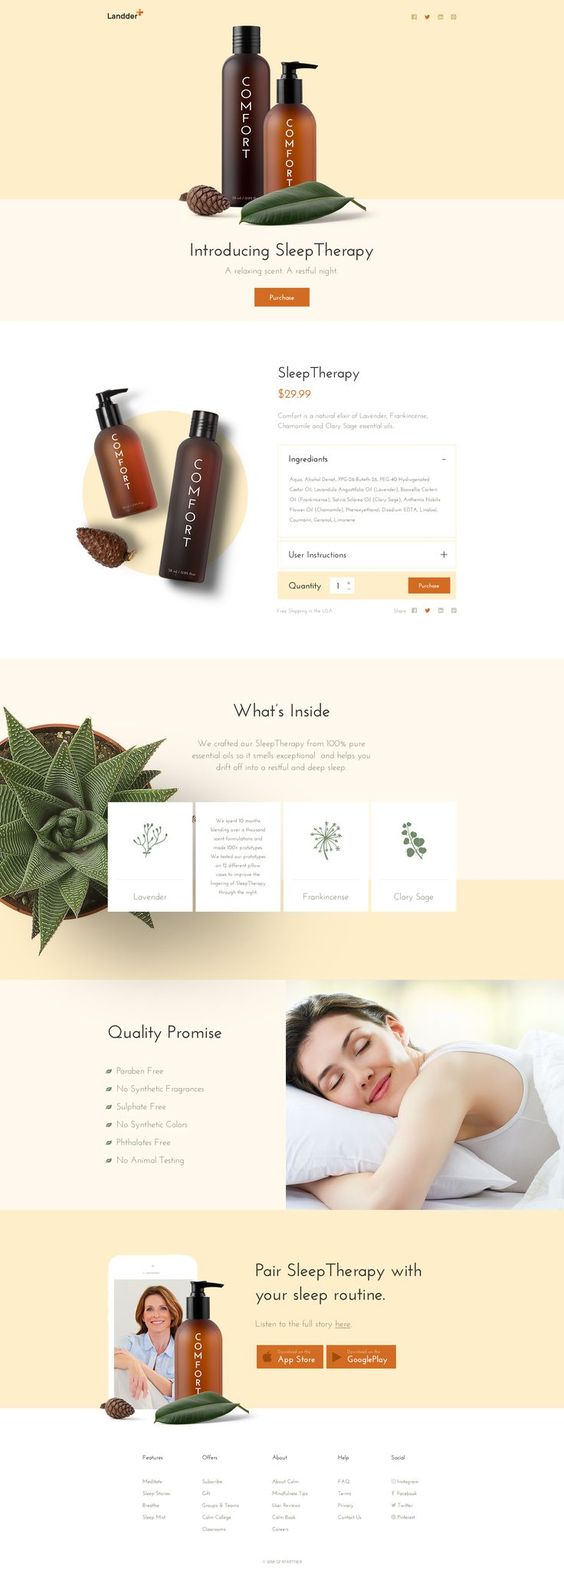 Landder
COMFORT
COMFORT
Introducing SleepTherapy
A relaxing scent. A restful night.
Purchase
SleepTherapy
$29.99
COMFORT
COMFORT
Comfort is a natural elixir of Lavender, Frankincense,
Chamomile and Clary Sage essential oils.
Ingrediants
Aqua, Alcohol Denat, PPG-26-Buteth-26, PEG-40 Hydrogenated
Castor Oil, Lavandula Angustifolia Oil (Lavender), Boswellia Carterii
Oil (Frankincense), Salvia Sclarea Oil (Clary Sage), Anthemis Nobilis
Flower Oil (Chamomile), Phenoxyethanol, Disodium EDTA, Linalool,
Coumarin, Geraniol, Limonene
User Instructions
Quantity
1
Purchase
Free Shipping in the USA
Share
What's Inside
We crafted our SleepTherapy from 100% pure
essential oils so it smells exceptional and helps you
drift off into a restful and deep sleep.
Lavender
We spent 10 months
blending over a thousand
scent formulations and
made 100+ prototypes.
We tested our prototypes
on 12 different pillow
cases to improve the
lingering of SleepTherapy
through the night.
Frankincense
Clary Sage
Quality Promise
Paraben Free
No Synthetic Fragrances
Sulphate Free
No Synthetic Colors
Phthalates Free
No Animal Testing
COMFORT
Pair SleepTherapy with
your sleep routine.
Listen to the full story here.
Download on the
App Store
Download on the
GooglePlay
Features
Meditate
Sleep Stories
Breathe
Sleep Mist
Offers
Subscribe
Gift
Groups & Teams
Calm College
Classrooms
About
About Calm
Mindfulness Tips
User Reviews
Calm Book
Careers
Help
FAQ
Terms
Privacy
Contact Us
Social
Instagram
Facebook
Twitter
Pinterest